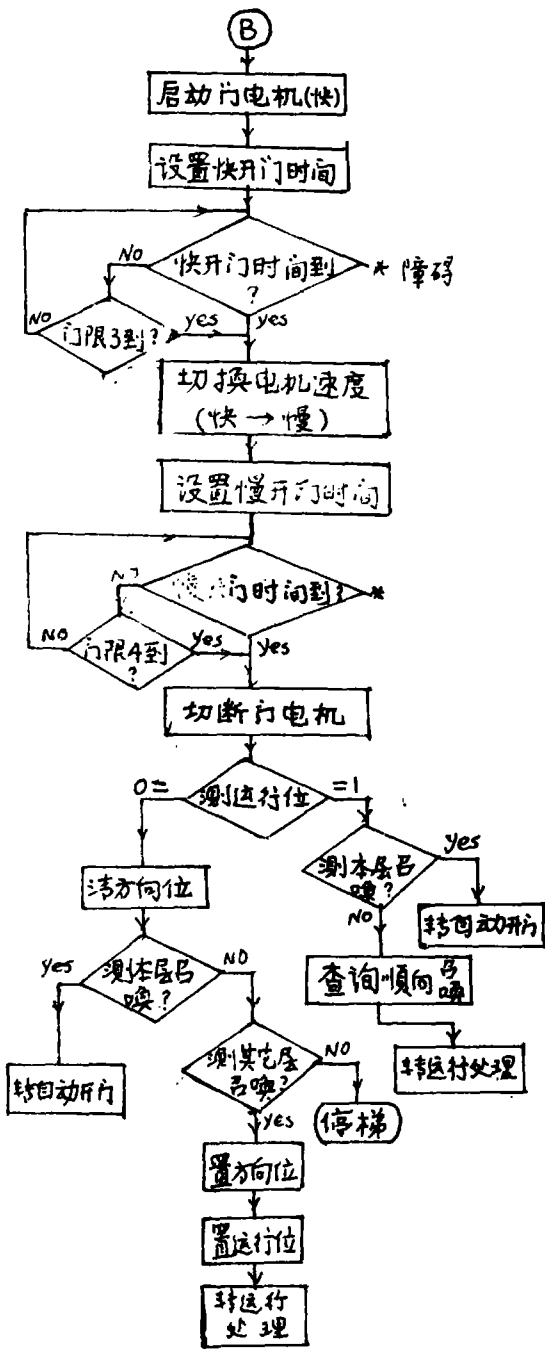 B
启动门电机(快)
设置快开门时间
NO
快开门时间到
?
* 障碍
NO
门限3到?
yes
yes
切换电机速度
(快→慢)
设置慢开门时间
门时间到?
*
NO
门限4到
?
yes
yes
切断门电机
0=
测运行位
=1
清方向位
测本层召
唤?
yes
NO
转自动开门
查询顺向召
唤
转运行处理
yes
测本层召
唤?
NO
转自动开门
测其它层
召唤?
NO
yes
停梯
置方向位
置运行位
转运行
处理